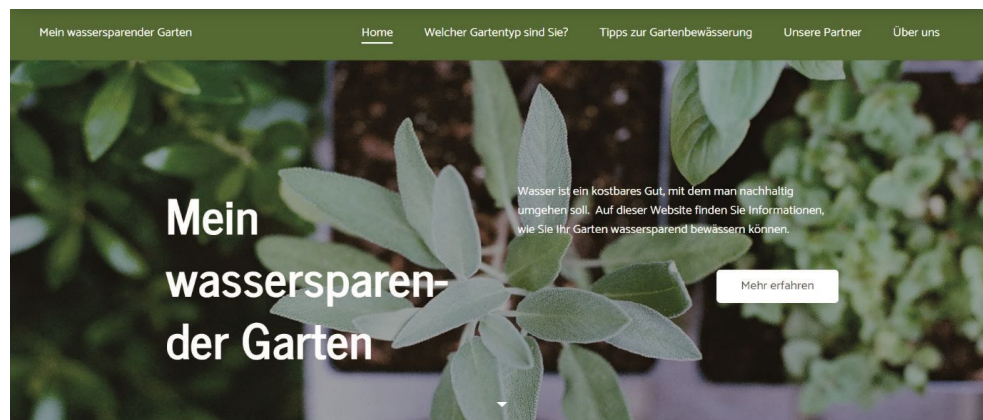 Mein wassersparender Garten
Home
Welcher Gartentyp sind Sie?
Tipps zur Gartenbewässerung
Unsere Partner
Über uns
Mein
wassersparen-
der Garten
Wasser ist ein kostbares Gut, mit dem man nachhaltig
umgehen soll. Auf dieser Website finden Sie Informationen,
wie Sie Ihr Garten wassersparend bewässern können.
Mehr erfahren